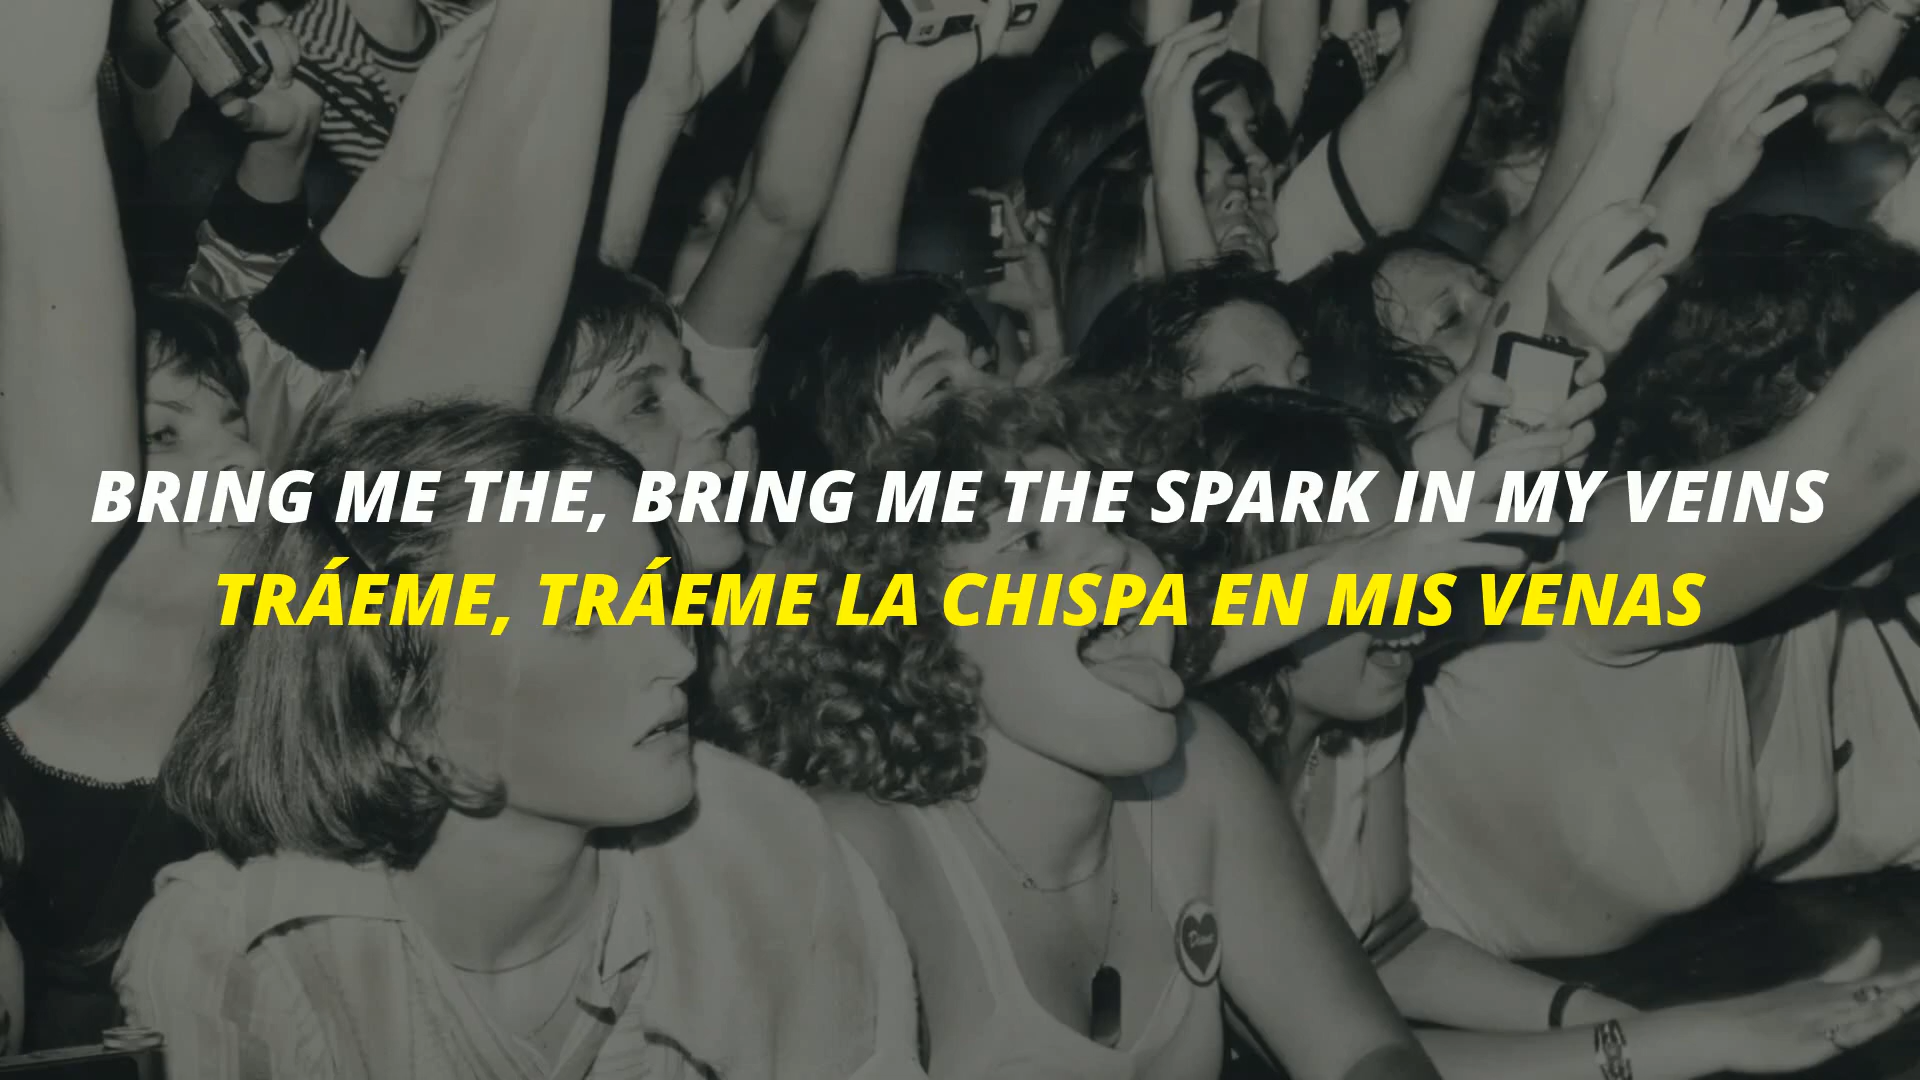 BRING ME THE, BRING ME THE SPARK IN MY VEINS
TRÁEME, TRÁEME LA CHISPA EN MIS VENAS